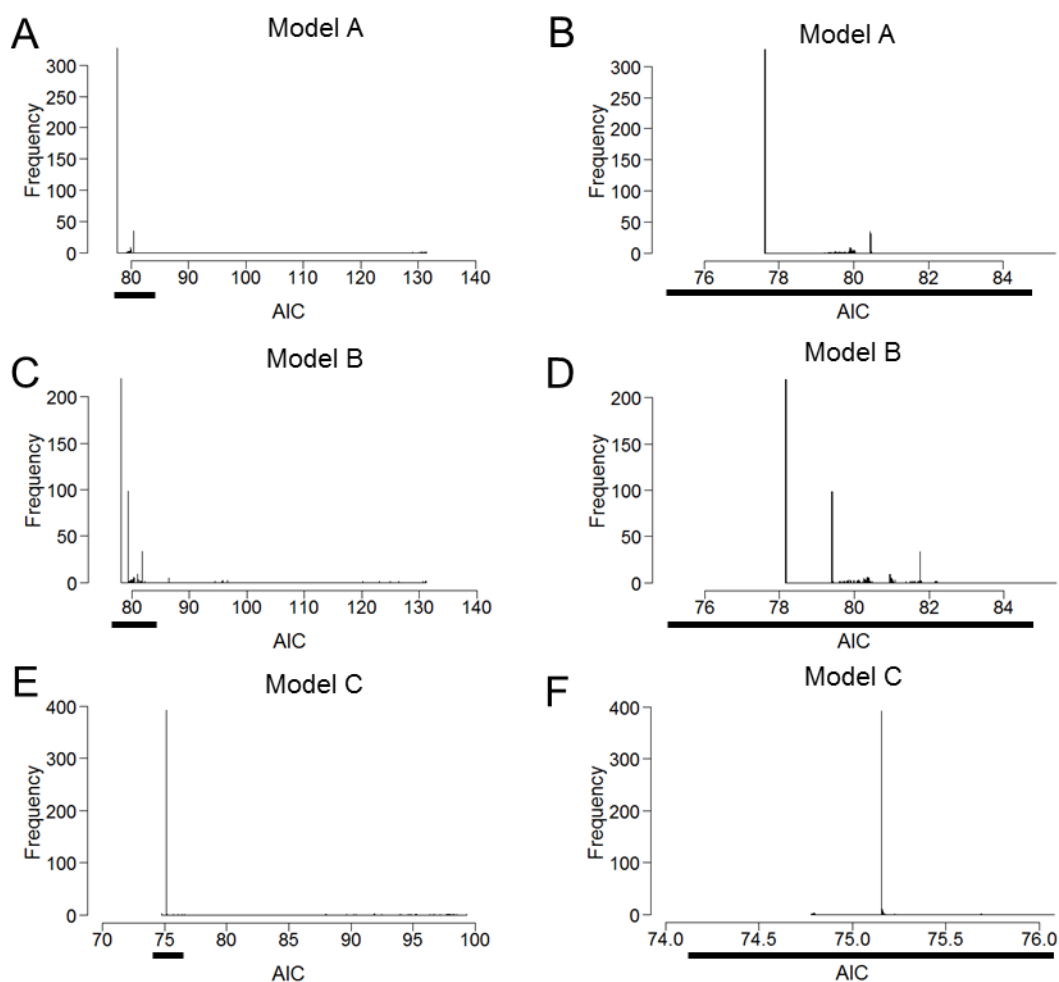 A
Model A
Frequency
300
250
200
150
100
50
0
80 90 100 110 120 130 140
AIC
B
Model A
Frequency
300
250
200
150
100
50
0
76 78 80 82 84
AIC
C
Model B
Frequency
200
150
100
50
0
80 90 100 110 120 130 140
AIC
D
Model B
Frequency
200
150
100
50
0
76 78 80 82 84
AIC
E
Model C
Frequency
400
300
200
100
0
70 75 80 85 90 95 100
AIC
F
Model C
Frequency
400
300
200
100
0
74.0 74.5 75.0 75.5 76.0
AIC